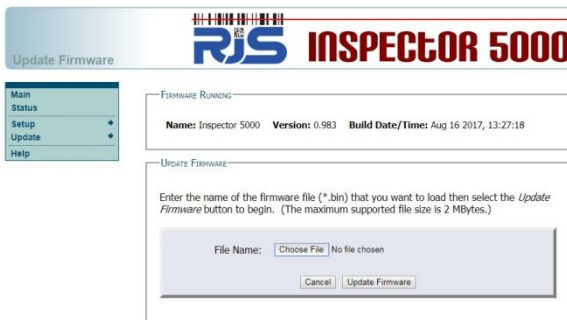 RJS INSPECTOR 5000
Update Firmware
Main
Status
Setup
Update
Help
Firmware Running
Name: Inspector 5000 Version: 0.983 Build Date/Time: Aug 16 2017, 13:27:18
Update Firmware
Enter the name of the firmware file (*.bin) that you want to load then select the Update
Firmware button to begin. (The maximum supported file size is 2 MBytes.)
File Name: Choose File No file chosen
Cancel Update Firmware